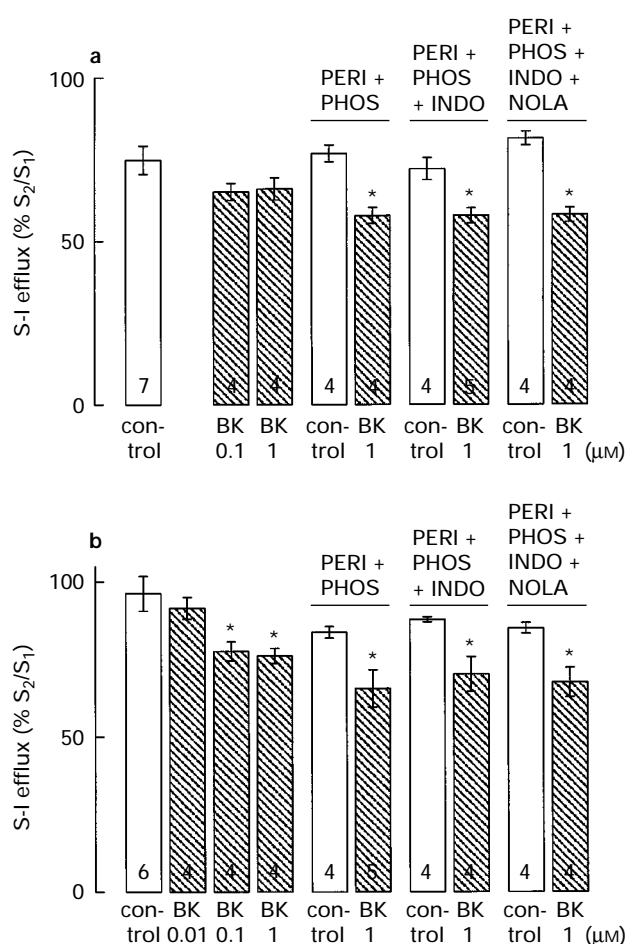 a
PERI +
PHOS
PERI +
PHOS
+ INDO
PERI +
PHOS +
INDO +
NOLA
S-I efflux (% S₂/S₁)
100
50
0
7
4
4
4
4
4
5
4
4
con-
trol
BK
0.1
BK
1
con-
trol
BK
1
con-
trol
BK
1
con-
trol
BK
1 (μM)
*
*
*
b
PERI +
PHOS
PERI +
PHOS
+ INDO
PERI +
PHOS +
INDO +
NOLA
S-I efflux (% S₂/S₁)
100
50
0
*
*
*
*
*
6
4
4
4
4
5
4
4
4
4
con-
trol
BK
0.01
BK
0.1
BK
1
con-
trol
BK
1
con-
trol
BK
1
con-
trol
BK
1 (μM)